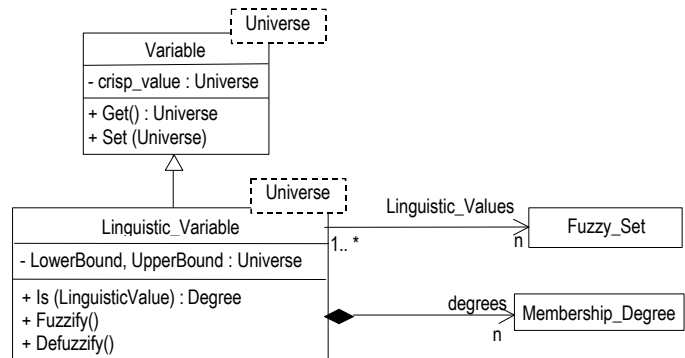 Universe
Variable
- crisp_value : Universe
+ Get() : Universe
+ Set (Universe)
Universe
Linguistic_Variable
- LowerBound, UpperBound : Universe
+ Is (LinguisticValue) : Degree
+ Fuzzify()
+ Defuzzify()
Linguistic_Values
1.. *
n
Fuzzy_Set
degrees
n
Membership_Degree